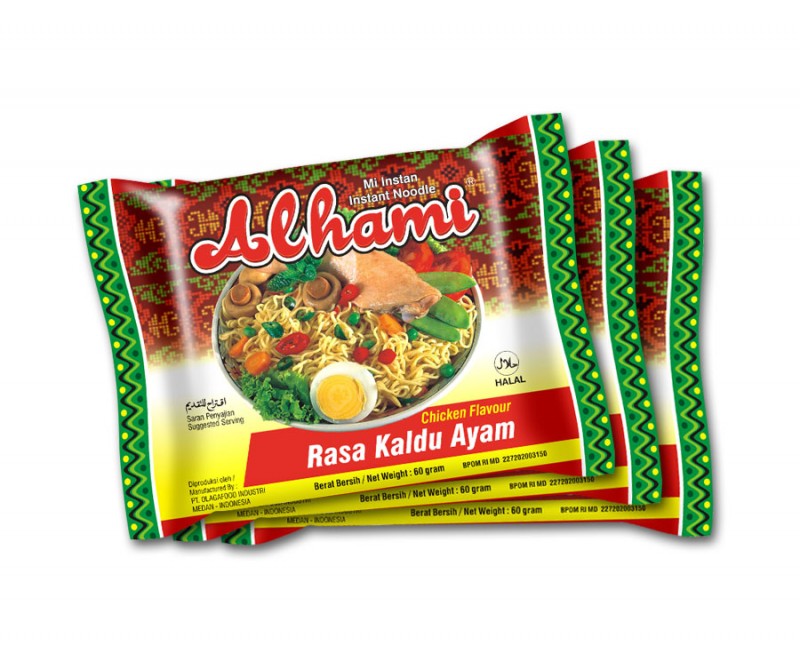 Mi Instan
Instant Noodle
Alhami
حلال
HALAL
اقتراح للتقديم
Saran Penyajian
Suggested Serving
Chicken Flavour
Rasa Kaldu Ayam
Diproduksi oleh /
Manufactured By :
PT. OLAGAFOOD INDUSTRI
MEDAN - INDONESIA
Berat Bersih / Net Weight : 60 gram
BPOM RI MD 227202003150
MEDAN - INDONESIA
Berat Bersih / Net Weight : 60 gram
BPOM RI MD 227202003150
MEDAN - INDONESIA
Berat Bersih / Net Weight : 60 gram
BPOM RI MD 227202003150